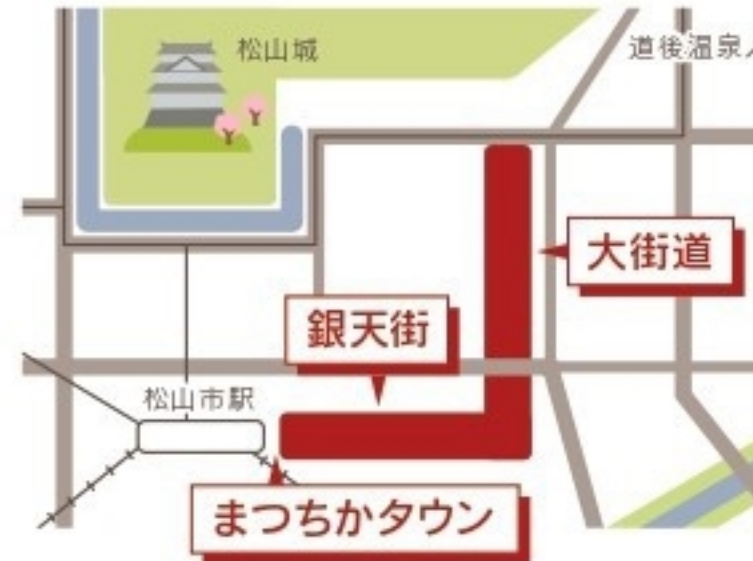 松山城
道後温泉
大街道
銀天街
松山市駅
まつちかタウン